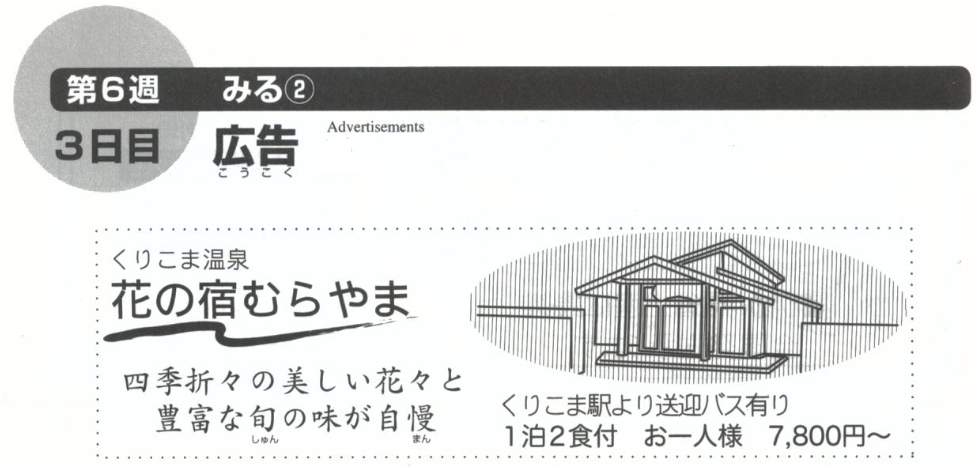 第6週 みる②
3日目 広告
こうこく
Advertisements
くりこま温泉
花の宿むらやま
四季折々の美しい花々と
豊富な旬の味が自慢
しゅん まん
くりこま駅より送迎バス有り
1泊2食付 お一人様 7,800円～